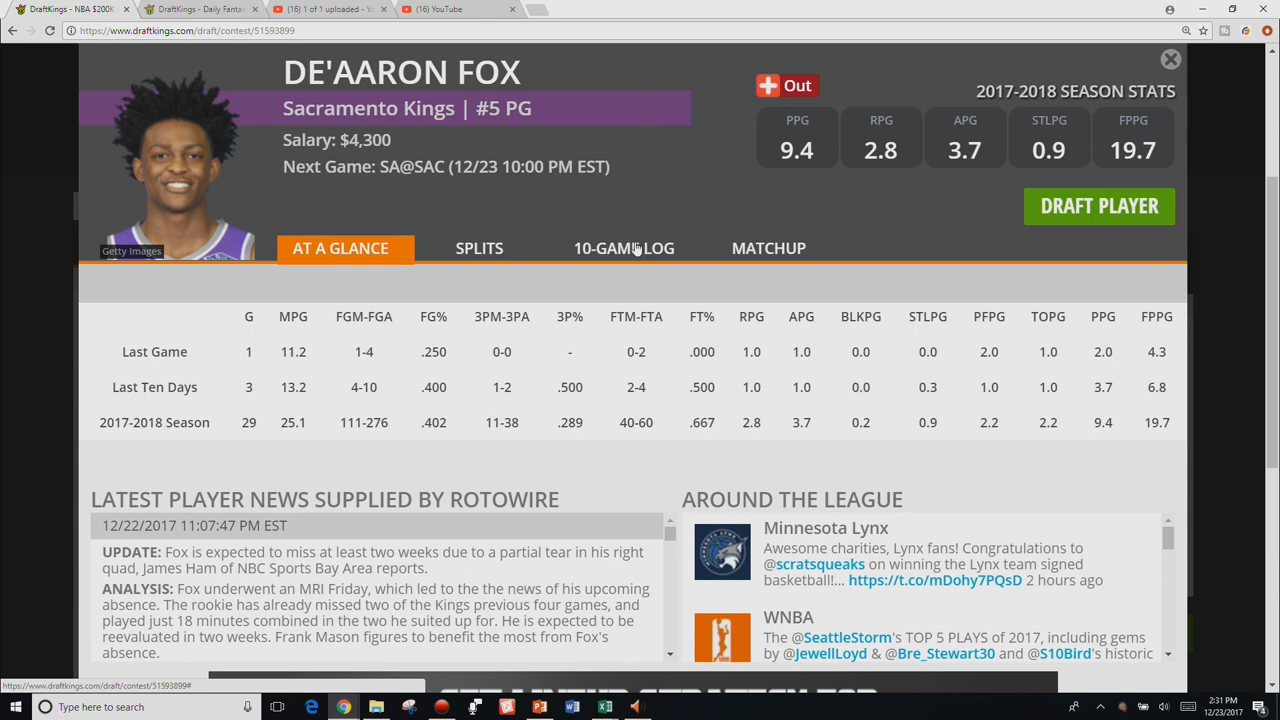 DraftKings - NBA $200K
DraftKings - Daily Fanta
(16) 1 of 1 uploaded - Yo
(16) YouTube
https://www.draftkings.com/draft/contest/51593899
DE'AARON FOX
Sacramento Kings | #5 PG
Salary: $4,300
Next Game: SA@SAC (12/23 10:00 PM EST)
Getty Images
Out
2017-2018 SEASON STATS
PPG RPG APG STLPG FPPG
9.4 2.8 3.7 0.9 19.7
DRAFT PLAYER
AT A GLANCE SPLITS 10-GAME LOG MATCHUP
G MPG FGM-FGA FG% 3PM-3PA 3P% FTM-FTA FT% RPG APG BLKPG STLPG PFPG TOPG PPG FPPG
Last Game 1 11.2 1-4 .250 0-0 - 0-2 .000 1.0 1.0 0.0 0.0 2.0 1.0 2.0 4.3
Last Ten Days 3 13.2 4-10 .400 1-2 .500 2-4 .500 1.0 1.0 0.0 0.3 1.0 1.0 3.7 6.8
2017-2018 Season 29 25.1 111-276 .402 11-38 .289 40-60 .667 2.8 3.7 0.2 0.9 2.2 2.2 9.4 19.7
LATEST PLAYER NEWS SUPPLIED BY ROTOWIRE
12/22/2017 11:07:47 PM EST
UPDATE: Fox is expected to miss at least two weeks due to a partial tear in his right
quad, James Ham of NBC Sports Bay Area reports.
ANALYSIS: Fox underwent an MRI Friday, which led to the the news of his upcoming
absence. The rookie has already missed two of the Kings previous four games, and
played just 18 minutes combined in the two he suited up for. He is expected to be
reevaluated in two weeks. Frank Mason figures to benefit the most from Fox's
absence.
AROUND THE LEAGUE
Minnesota Lynx
Awesome charities, Lynx fans! Congratulations to
@scratsqueaks on winning the Lynx team signed
basketball!... https://t.co/mDohy7PQsD 2 hours ago
WNBA
The @SeattleStorm's TOP 5 PLAYS of 2017, including gems
by @JewellLoyd & @Bre_Stewart30 and @S10Bird's historic
https://www.draftkings.com/draft/contest/51593899#
Type here to search
2:31 PM
12/23/2017